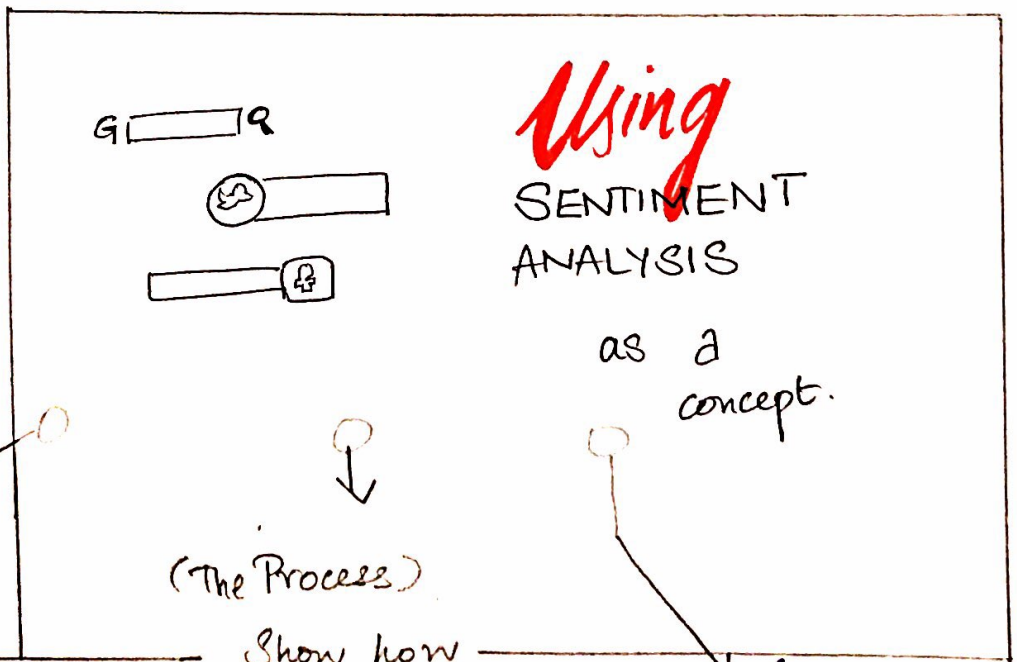 G
Using
SENTIMENT
ANALYSIS
as a
concept.
(The Process)
Show how